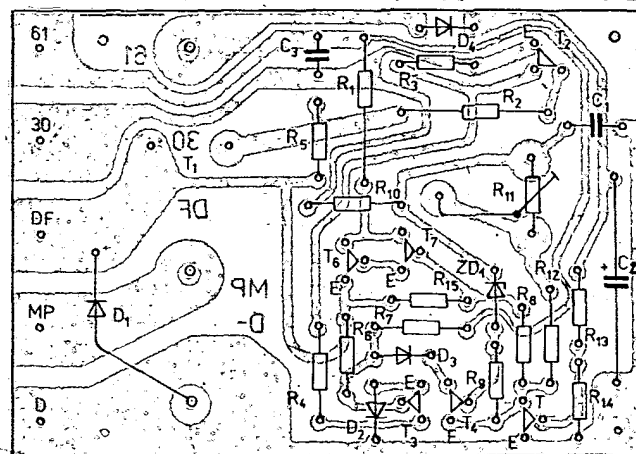 61
61
C3
D4
E
T2
R1
R3
R2
C1
30
30
T1
R5
R10
R11
DF
DF
T7
T6
E
E
ZD1
R12
C2
+
MP
MP
D-
D1
R15
R7
R8
R6
R13
D3
R9
R4
D
E
D2
T3
E
T4
T
E
R14